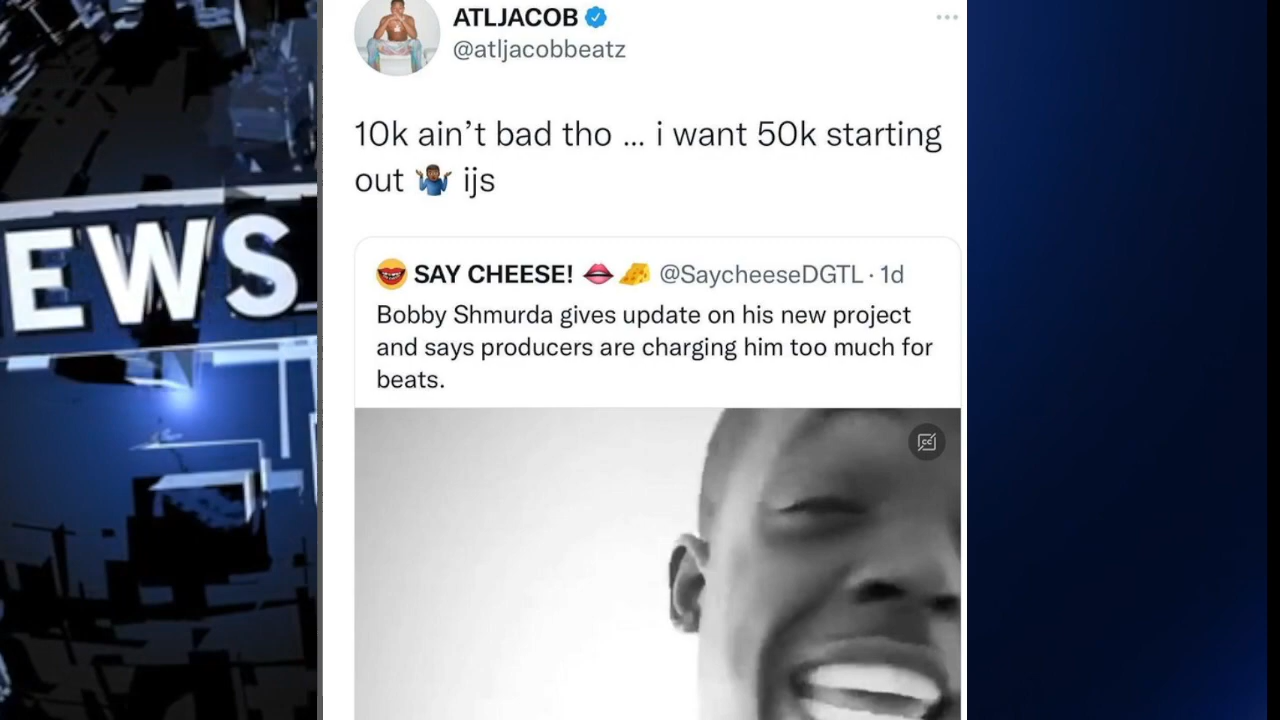 EWS
ATLJACOB
@atljacobbeatz
10k ain’t bad tho ... i want 50k starting
out 🤷🏾‍♂️ ijs
SAY CHEESE! 👄🧀 @SaycheeseDGTL · 1d
Bobby Shmurda gives update on his new project
and says producers are charging him too much for
beats.
cc